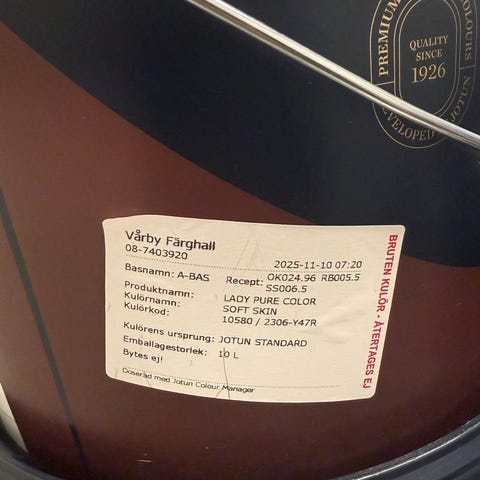 PREMIUM
COLOURS
QUALITY
SINCE
1926
DEVELOPED
JOTUN
Vårby Färghall
08-7403920
2025-11-10 07:20
Basnamn: A-BAS
Recept: OK024.96 RB005.5
SS006.5
Produktnamn: LADY PURE COLOR
Kulörnamn: SOFT SKIN
Kulörkod: 10580 / 2306-Y47R
Kulörens ursprung: JOTUN STANDARD
Emballagestorlek: 10 L
Bytes ej!
Doserad med Jotun Colour Manager
BRUTEN KULÖR - ÅTERTAGES EJ